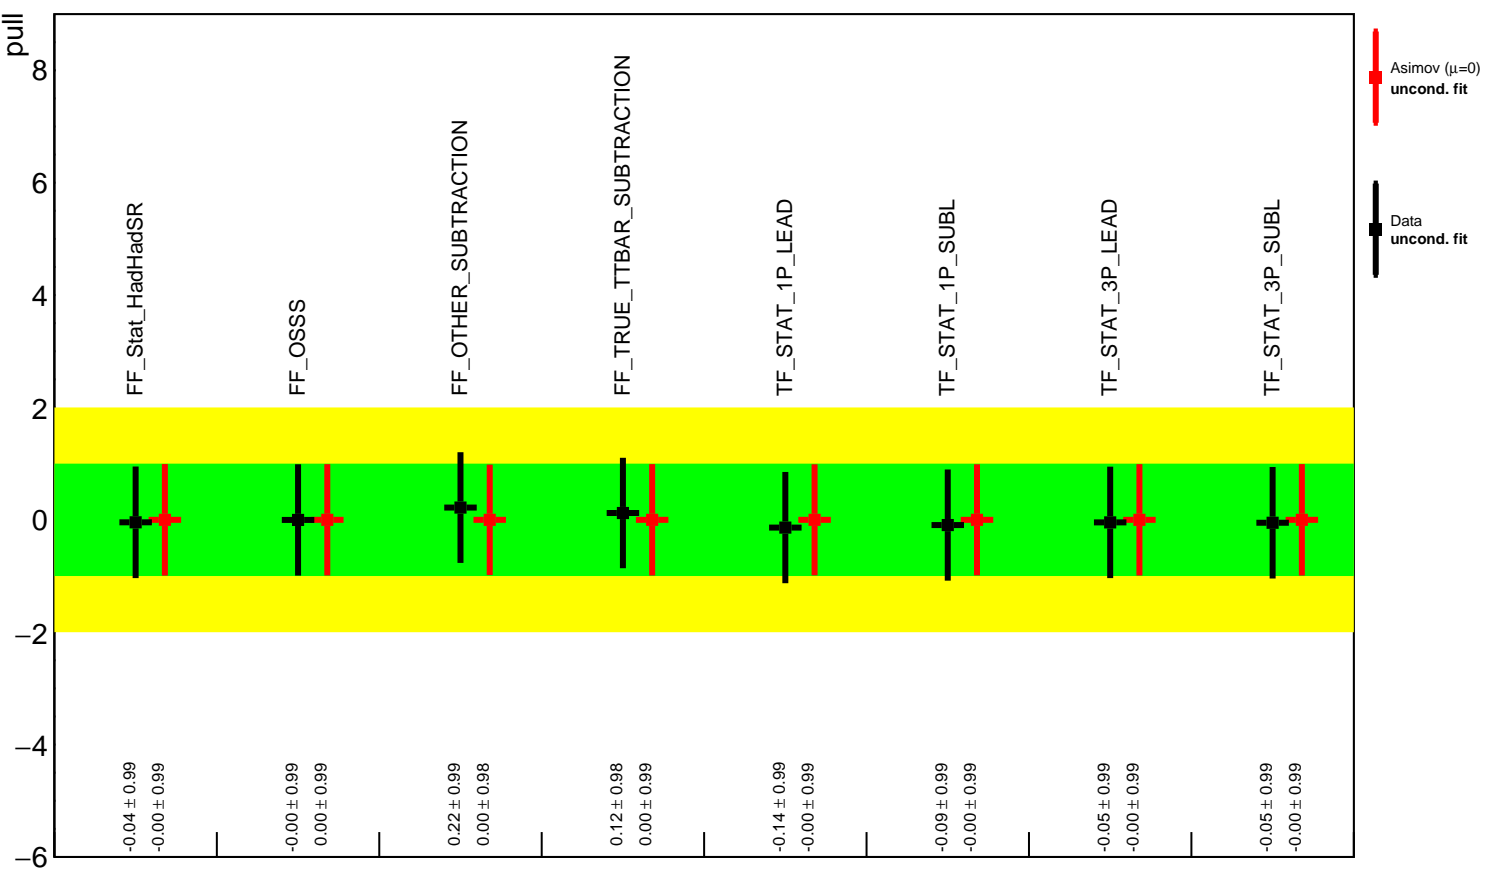 pull
8
6
4
2
0
−2
−4
−6
FF_Stat_HadHadSR
FF_OSSS
FF_OTHER_SUBTRACTION
FF_TRUE_TTBAR_SUBTRACTION
TF_STAT_1P_LEAD
TF_STAT_1P_SUBL
TF_STAT_3P_LEAD
TF_STAT_3P_SUBL
-0.04 ± 0.99
-0.00 ± 0.99
-0.00 ± 0.99
0.00 ± 0.99
0.22 ± 0.99
0.00 ± 0.98
0.12 ± 0.98
0.00 ± 0.99
-0.14 ± 0.99
-0.00 ± 0.99
-0.09 ± 0.99
-0.00 ± 0.99
-0.05 ± 0.99
-0.00 ± 0.99
-0.05 ± 0.99
-0.00 ± 0.99
Asimov (μ=0)
uncond. fit
Data
uncond. fit